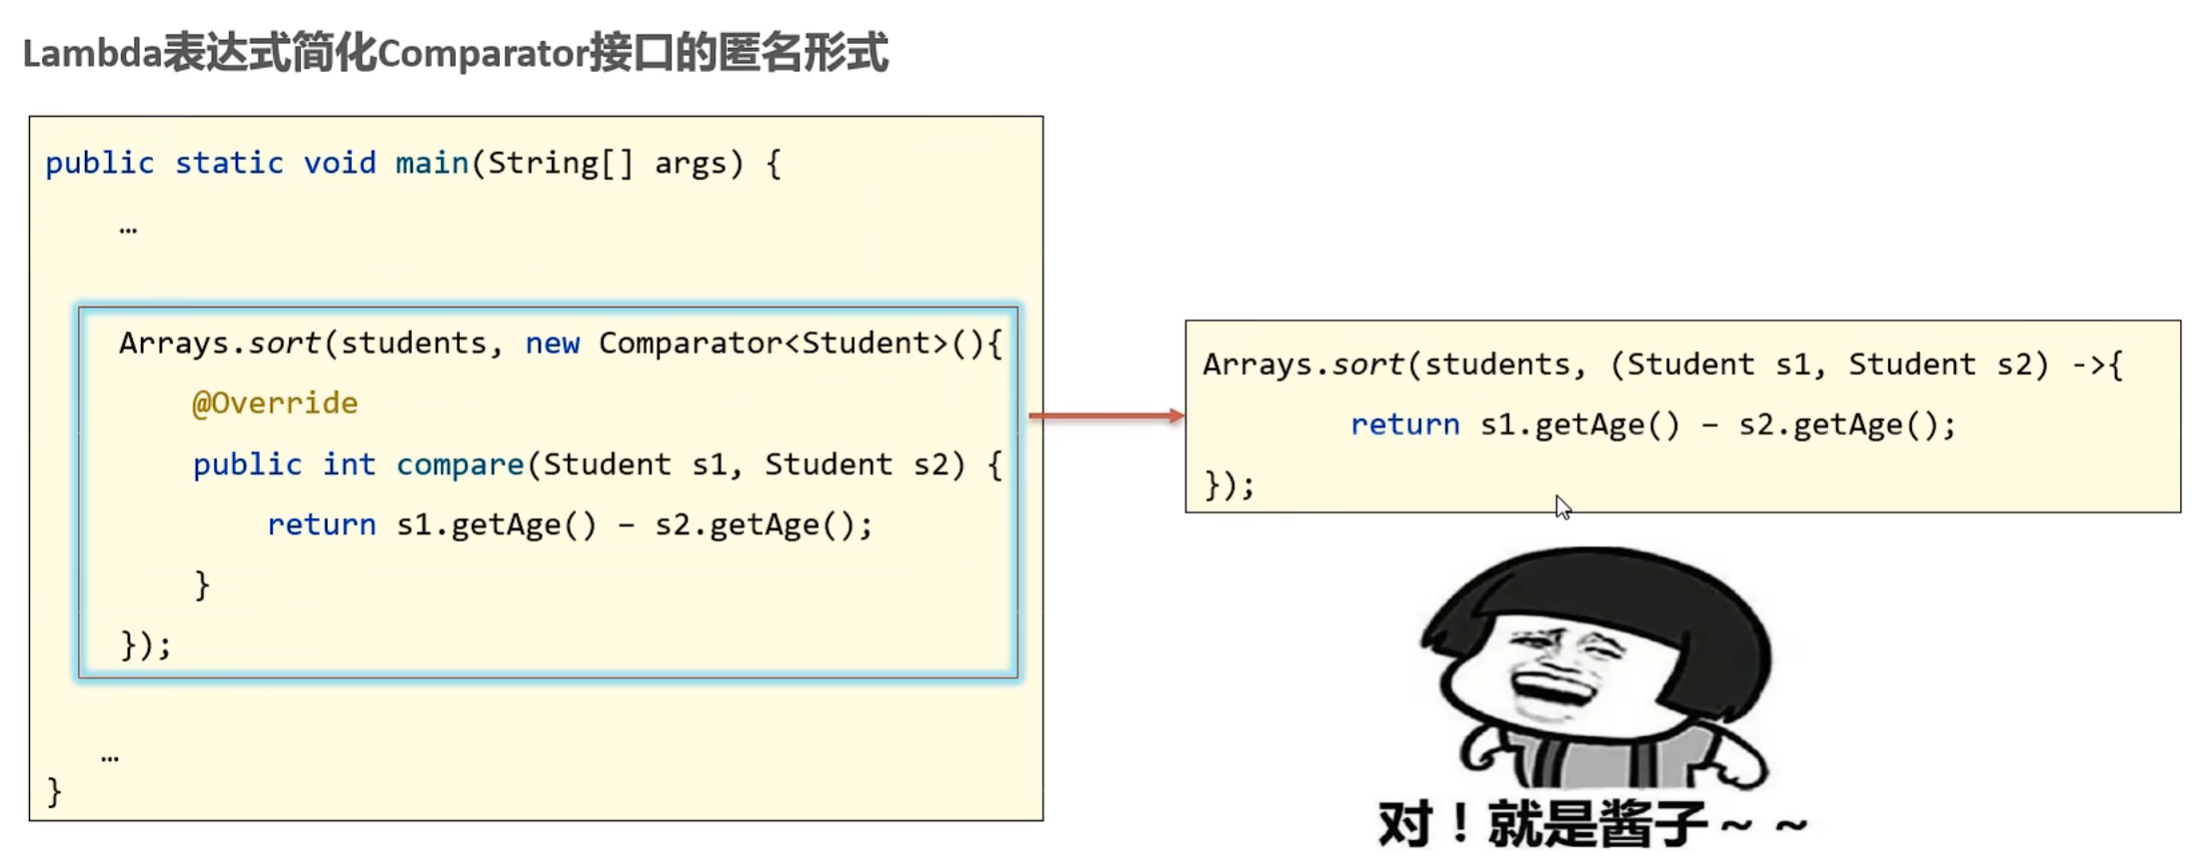 Lambda表达式简化Comparator接口的匿名形式
public static void main(String[] args) {
…
Arrays.sort(students, new Comparator<Student>(){
@Override
public int compare(Student s1, Student s2) {
return s1.getAge() – s2.getAge();
}
});
…
}
Arrays.sort(students, (Student s1, Student s2) ->{
return s1.getAge() – s2.getAge();
});
对！就是酱子~ ~